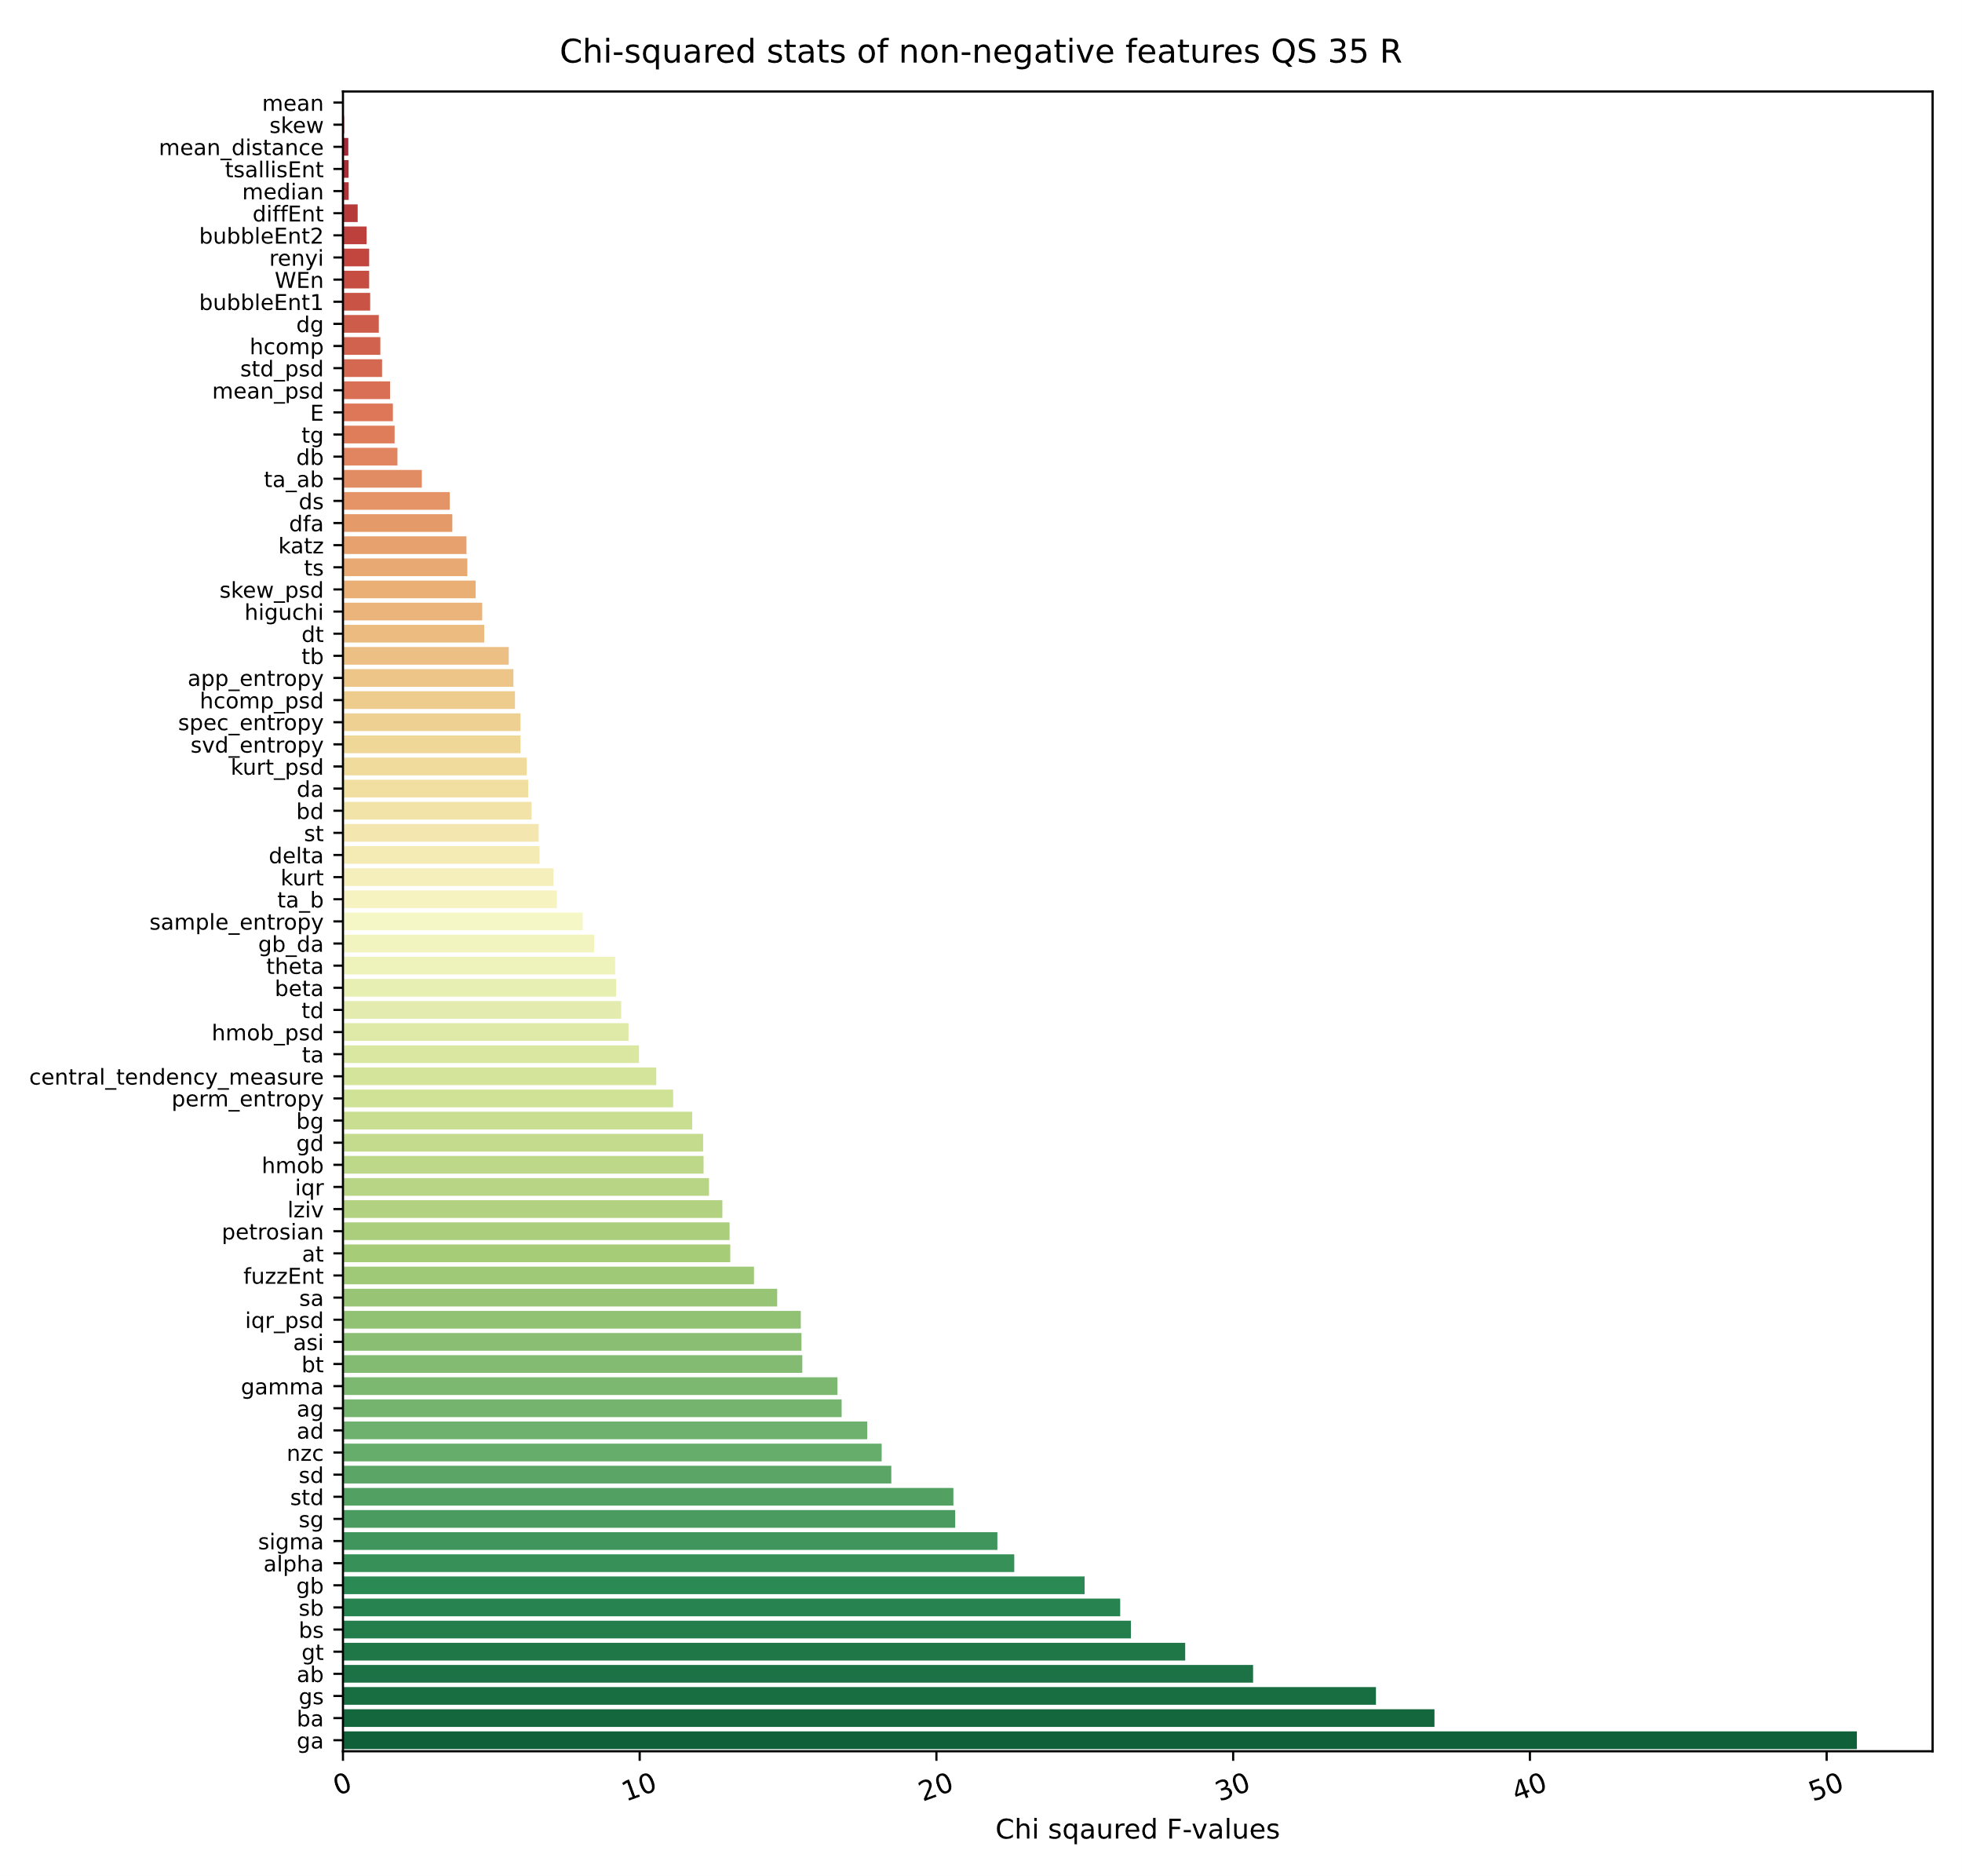 Chi-squared stats of non-negative features QS 35 R
mean
skew
mean_distance
tsallisEnt
median
diffEnt
bubbleEnt2
renyi
WEn
bubbleEnt1
dg
hcomp
std_psd
mean_psd
E
tg
db
ta_ab
ds
dfa
katz
ts
skew_psd
higuchi
dt
tb
app_entropy
hcomp_psd
spec_entropy
svd_entropy
kurt_psd
da
bd
st
delta
kurt
ta_b
sample_entropy
gb_da
theta
beta
td
hmob_psd
ta
central_tendency_measure
perm_entropy
bg
gd
hmob
iqr
lziv
petrosian
at
fuzzEnt
sa
iqr_psd
asi
bt
gamma
ag
ad
nzc
sd
std
sg
sigma
alpha
gb
sb
bs
gt
ab
gs
ba
ga
0 10 20 30 40 50
Chi sqaured F-values